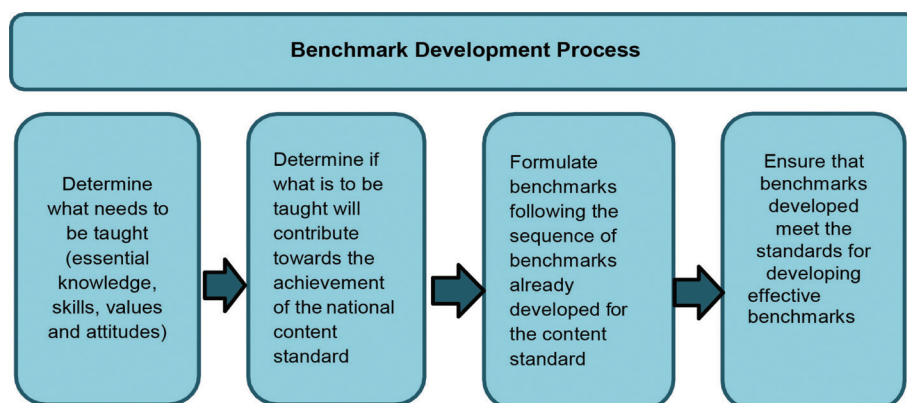 Benchmark Development Process
Determine
what needs to
be taught
(essential
knowledge,
skills, values
and attitudes)
Determine if
what is to be
taught will
contribute
towards the
achievement
of the national
content
standard
Formulate
benchmarks
following the
sequence of
benchmarks
already
developed for
the content
standard
Ensure that
benchmarks
developed
meet the
standards for
developing
effective
benchmarks